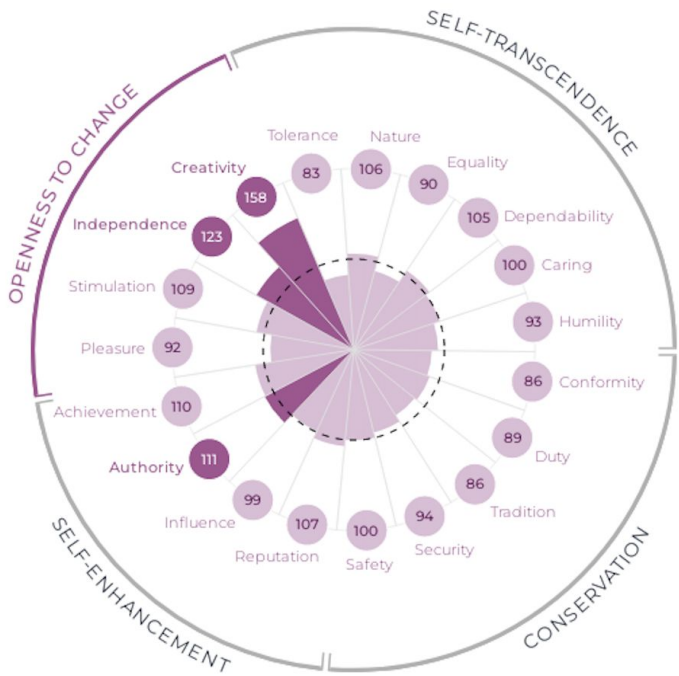 SELF-TRANSCENDENCE
OPENNESS TO CHANGE
Tolerance
83
Nature
106
Equality
90
Dependability
105
Caring
100
Humility
93
Conformity
86
Duty
89
Tradition
86
Security
94
Safety
100
Reputation
107
Influence
99
Authority
111
Achievement
110
Pleasure
92
Stimulation
109
Independence
123
Creativity
158
SELF-ENHANCEMENT
CONSERVATION